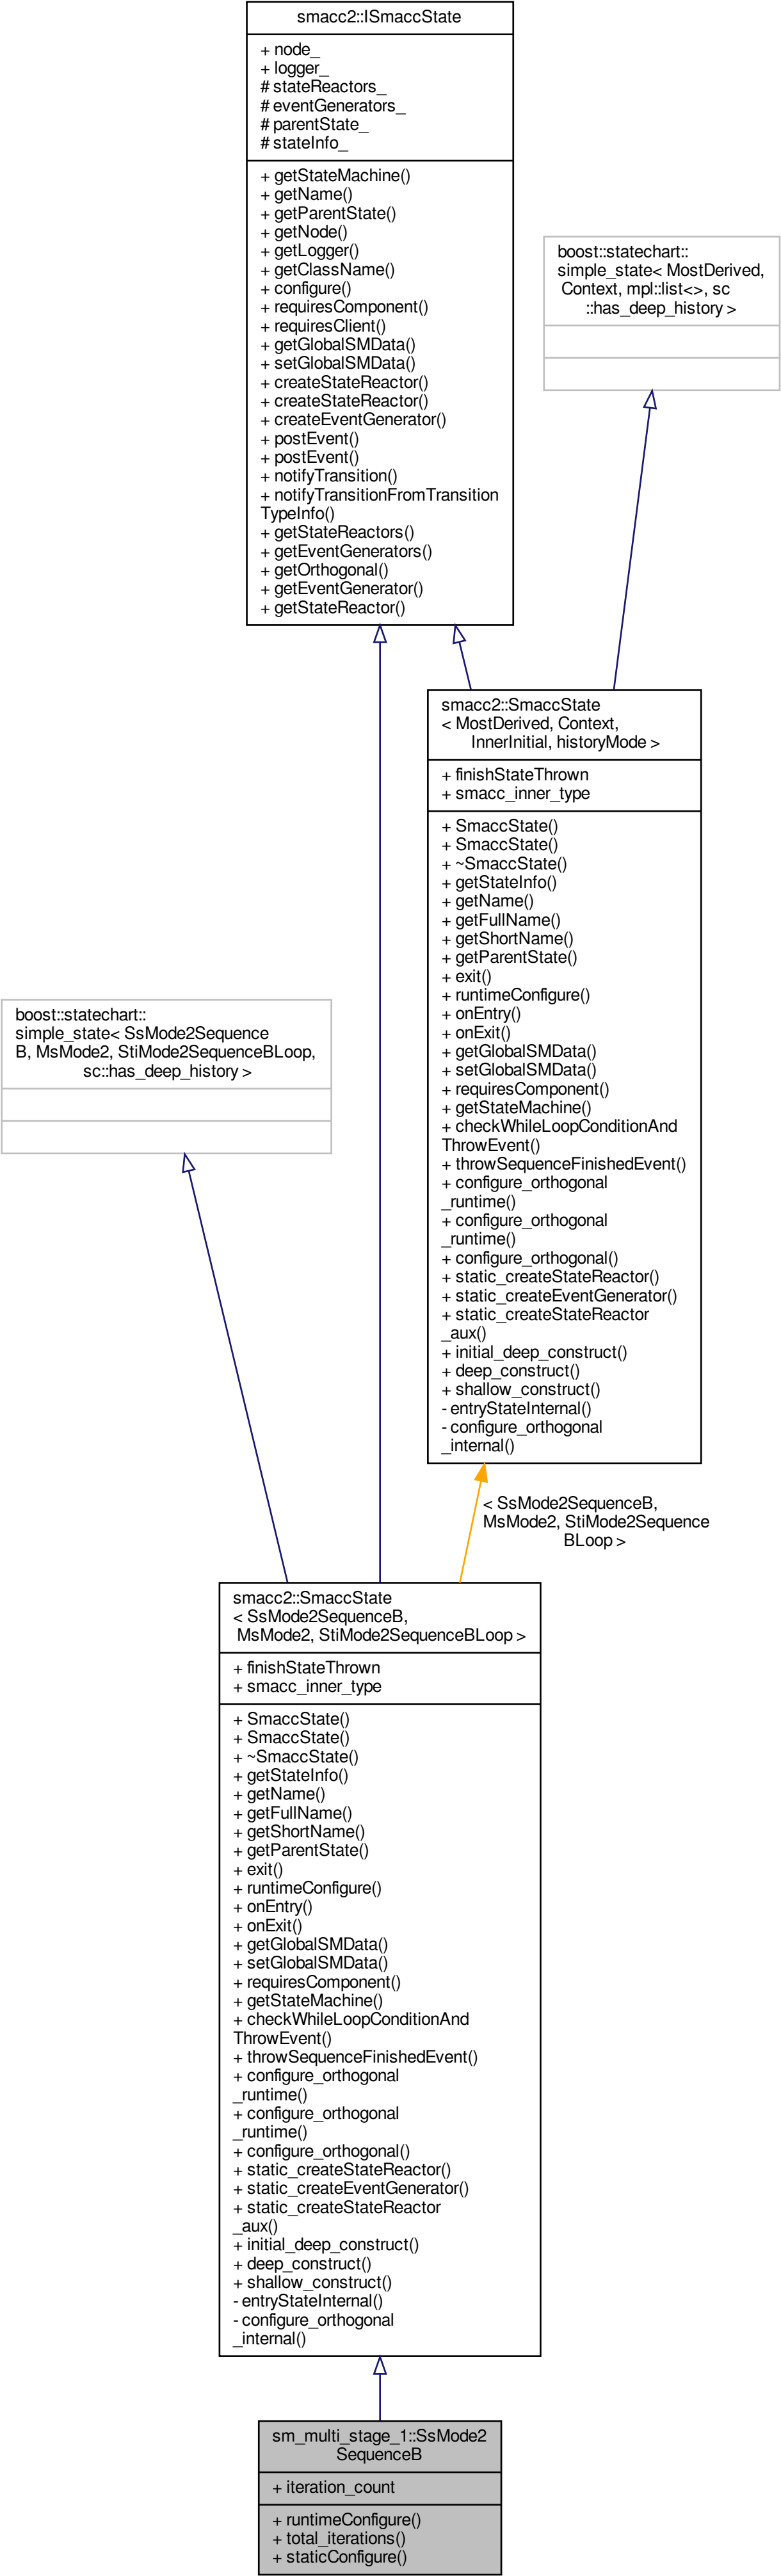 smacc2::ISmaccState
+ node_
+ logger_
# stateReactors_
# eventGenerators_
# parentState_
# stateInfo_
+ getStateMachine()
+ getName()
+ getParentState()
+ getNode()
+ getLogger()
+ getClassName()
+ configure()
+ requiresComponent()
+ requiresClient()
+ getGlobalSMData()
+ setGlobalSMData()
+ createStateReactor()
+ createStateReactor()
+ createEventGenerator()
+ postEvent()
+ postEvent()
+ notifyTransition()
+ notifyTransitionFromTransition
TypeInfo()
+ getStateReactors()
+ getEventGenerators()
+ getOrthogonal()
+ getEventGenerator()
+ getStateReactor()
boost::statechart::
simple_state< MostDerived,
Context, mpl::list<>, sc
::has_deep_history >
smacc2::SmaccState
< MostDerived, Context,
InnerInitial, historyMode >
+ finishStateThrown
+ smacc_inner_type
+ SmaccState()
+ SmaccState()
+ ~SmaccState()
+ getStateInfo()
+ getName()
+ getFullName()
+ getShortName()
+ getParentState()
+ exit()
+ runtimeConfigure()
+ onEntry()
+ onExit()
+ getGlobalSMData()
+ setGlobalSMData()
+ requiresComponent()
+ getStateMachine()
+ checkWhileLoopConditionAnd
ThrowEvent()
+ throwSequenceFinishedEvent()
+ configure_orthogonal
_runtime()
+ configure_orthogonal
_runtime()
+ configure_orthogonal()
+ static_createStateReactor()
+ static_createEventGenerator()
+ static_createStateReactor
_aux()
+ initial_deep_construct()
+ deep_construct()
+ shallow_construct()
- entryStateInternal()
- configure_orthogonal
_internal()
boost::statechart::
simple_state< SsMode2Sequence
B, MsMode2, StiMode2SequenceBLoop,
sc::has_deep_history >
< SsMode2SequenceB,
MsMode2, StiMode2Sequence
BLoop >
smacc2::SmaccState
< SsMode2SequenceB,
MsMode2, StiMode2SequenceBLoop >
+ finishStateThrown
+ smacc_inner_type
+ SmaccState()
+ SmaccState()
+ ~SmaccState()
+ getStateInfo()
+ getName()
+ getFullName()
+ getShortName()
+ getParentState()
+ exit()
+ runtimeConfigure()
+ onEntry()
+ onExit()
+ getGlobalSMData()
+ setGlobalSMData()
+ requiresComponent()
+ getStateMachine()
+ checkWhileLoopConditionAnd
ThrowEvent()
+ throwSequenceFinishedEvent()
+ configure_orthogonal
_runtime()
+ configure_orthogonal
_runtime()
+ configure_orthogonal()
+ static_createStateReactor()
+ static_createEventGenerator()
+ static_createStateReactor
_aux()
+ initial_deep_construct()
+ deep_construct()
+ shallow_construct()
- entryStateInternal()
- configure_orthogonal
_internal()
sm_multi_stage_1::SsMode2
SequenceB
+ iteration_count
+ runtimeConfigure()
+ total_iterations()
+ staticConfigure()